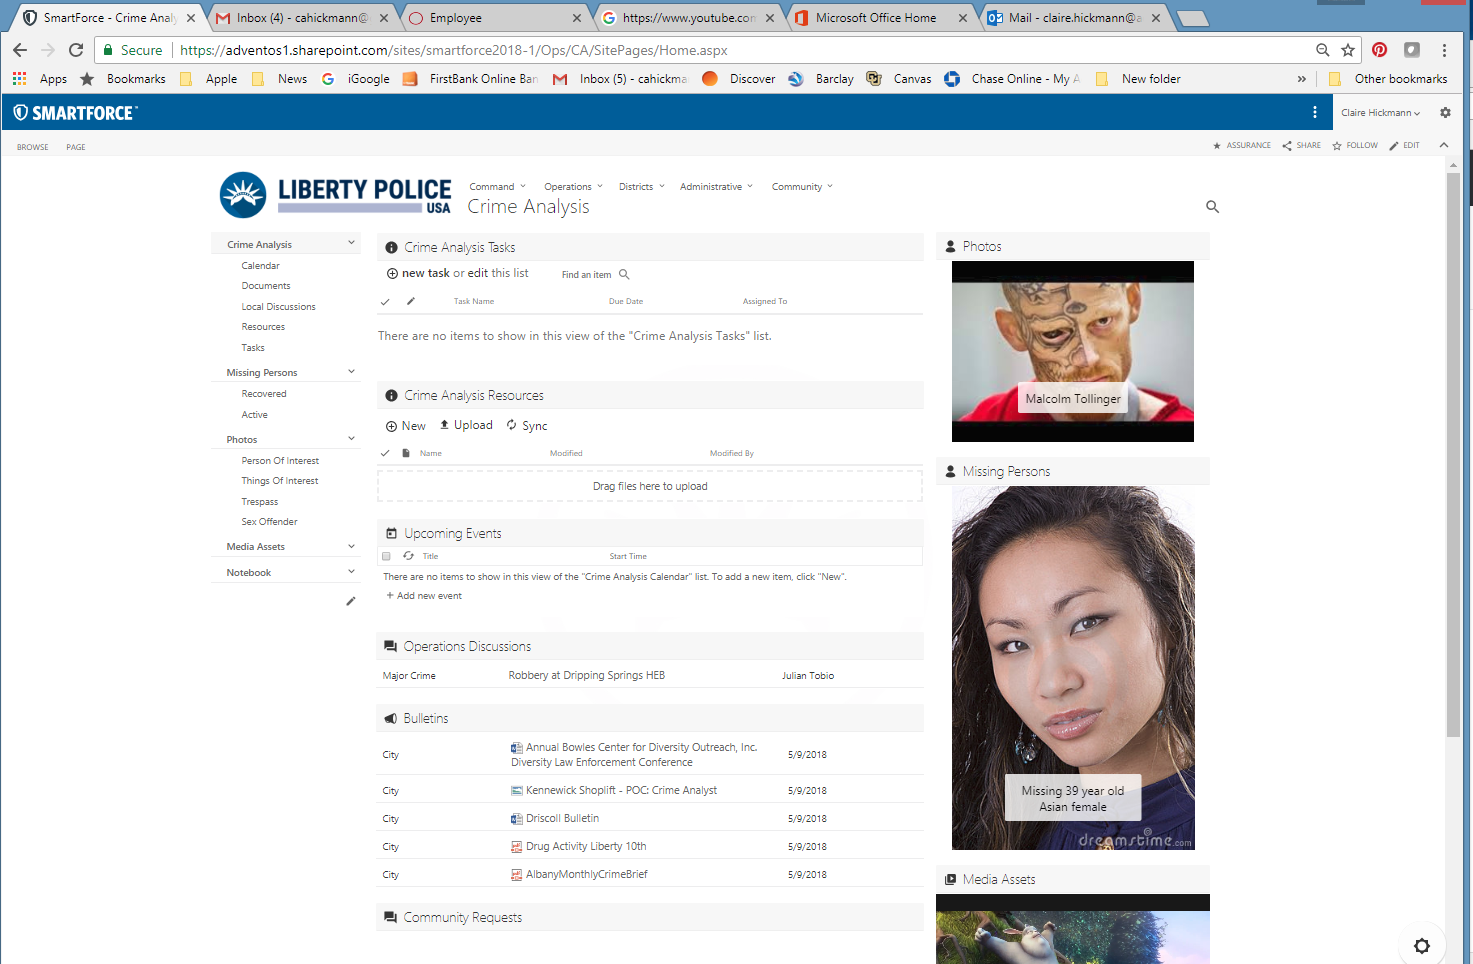 SmartForce - Crime Analy
Inbox (4) - cahickmann@
Employee
https://www.youtube.com
Microsoft Office Home
Mail - claire.hickmann@a
Secure
https://adventos1.sharepoint.com/sites/smartforce2018-1/Ops/CA/SitePages/Home.aspx
Apps
Bookmarks
Apple
News
iGoogle
FirstBank Online Ban
Inbox (5) - cahickma
Discover
Barclay
Canvas
Chase Online - My A
New folder
»
Other bookmarks
SMARTFORCE
Claire Hickmann
BROWSE
PAGE
ASSURANCE
SHARE
FOLLOW
EDIT
LIBERTY POLICE
USA
Command
Operations
Districts
Administrative
Community
Crime Analysis
Crime Analysis
Calendar
Documents
Local Discussions
Resources
Tasks
Missing Persons
Recovered
Active
Photos
Person Of Interest
Things Of Interest
Trespass
Sex Offender
Media Assets
Notebook
Crime Analysis Tasks
new task or edit this list
Find an item
Task Name
Due Date
Assigned To
There are no items to show in this view of the "Crime Analysis Tasks" list.
Crime Analysis Resources
New
Upload
Sync
Name
Modified
Modified By
Drag files here to upload
Upcoming Events
Title
Start Time
There are no items to show in this view of the "Crime Analysis Calendar" list. To add a new item, click "New".
+ Add new event
Operations Discussions
Major Crime
Robbery at Dripping Springs HEB
Julian Tobio
Bulletins
City
Annual Bowles Center for Diversity Outreach, Inc.
Diversity Law Enforcement Conference
5/9/2018
City
Kennewick Shoplift - POC: Crime Analyst
5/9/2018
City
Driscoll Bulletin
5/9/2018
City
Drug Activity Liberty 10th
5/9/2018
City
AlbanyMonthlyCrimeBrief
5/9/2018
Community Requests
Photos
Malcolm Tollinger
Missing Persons
Missing 39 year old
Asian female
dreamstime.com
Media Assets